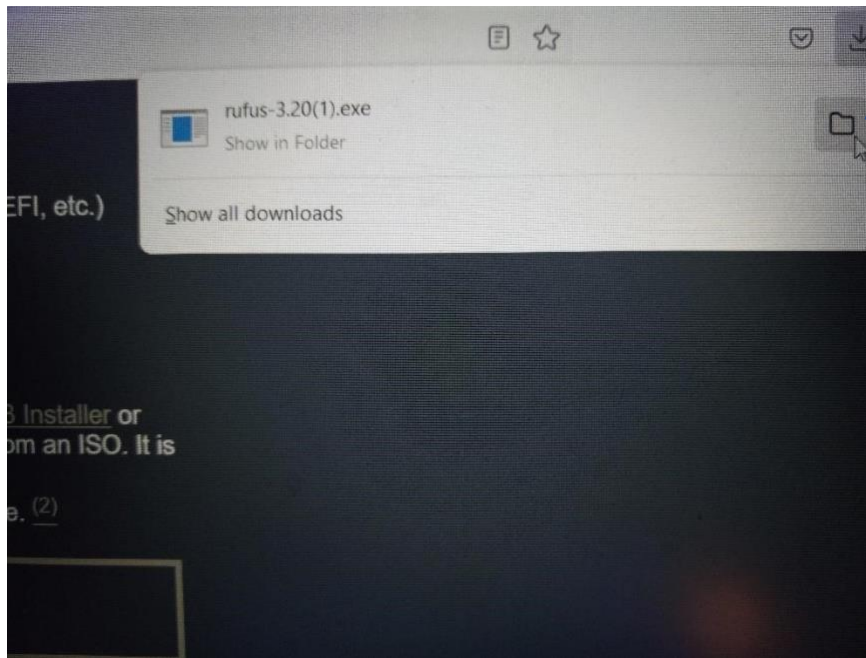 rufus-3.20(1).exe
Show in Folder
Show all downloads
EFI, etc.)
Installer or
an ISO. It is
(2)